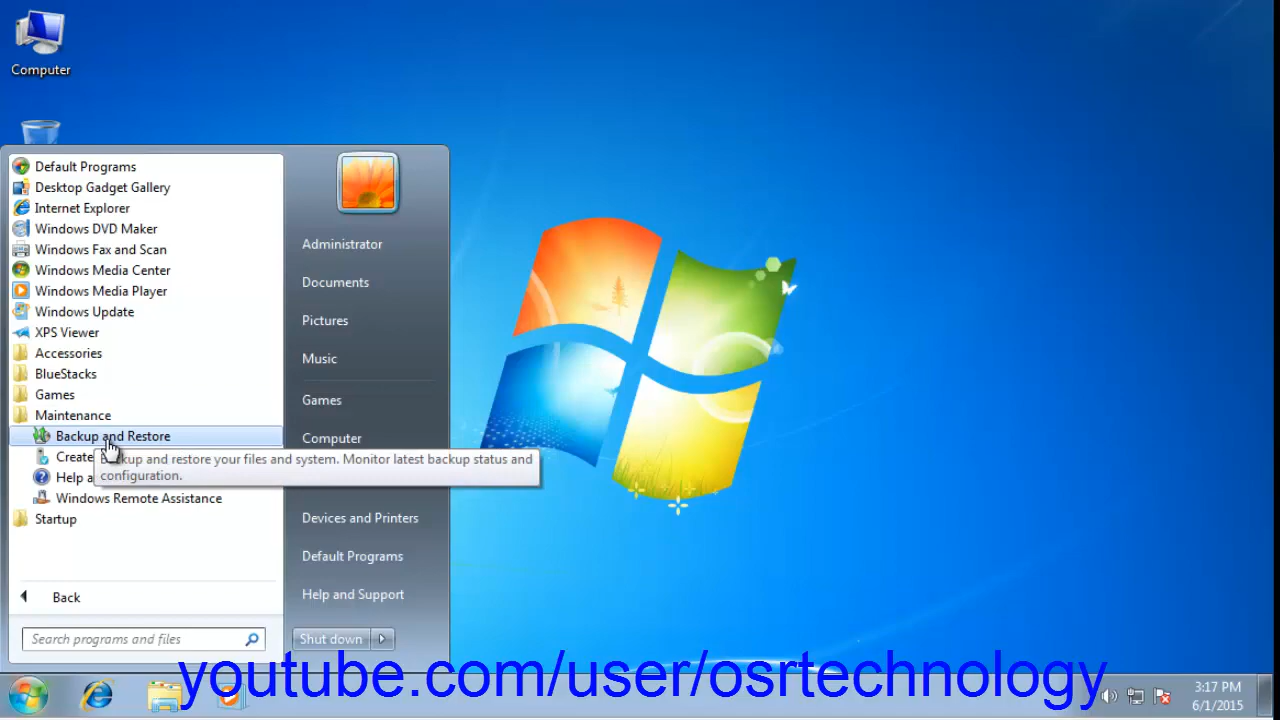 Computer
Default Programs
Desktop Gadget Gallery
Internet Explorer
Windows DVD Maker
Windows Fax and Scan
Windows Media Center
Windows Media Player
Windows Update
XPS Viewer
Accessories
BlueStacks
Games
Maintenance
Backup and Restore
Create
Help a
Windows Remote Assistance
Startup
Back
Search programs and files
Administrator
Documents
Pictures
Music
Games
Computer
and restore your files and system. Monitor latest backup status and
configuration.
Devices and Printers
Default Programs
Help and Support
Shut down
youtube.com/user/osrtechnology
3:17 PM
6/1/2015